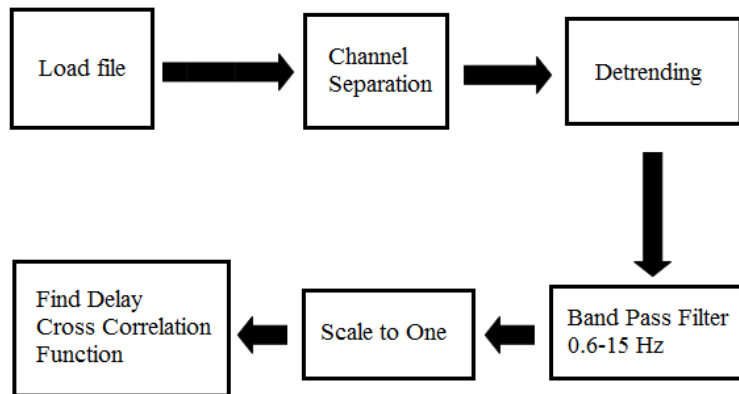 Load file
Channel
Separation
Detrending
Band Pass Filter
0.6-15 Hz
Scale to One
Find Delay
Cross Correlation
Function